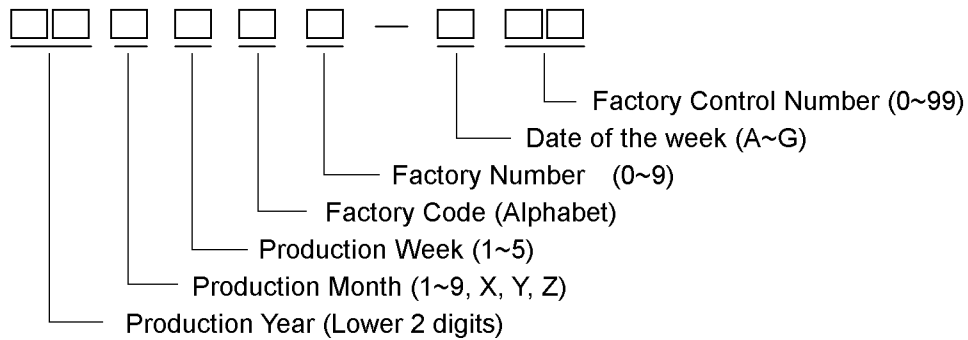 Factory Control Number (0~99)
Date of the week (A~G)
Factory Number (0~9)
Factory Code (Alphabet)
Production Week (1~5)
Production Month (1~9, X, Y, Z)
Production Year (Lower 2 digits)